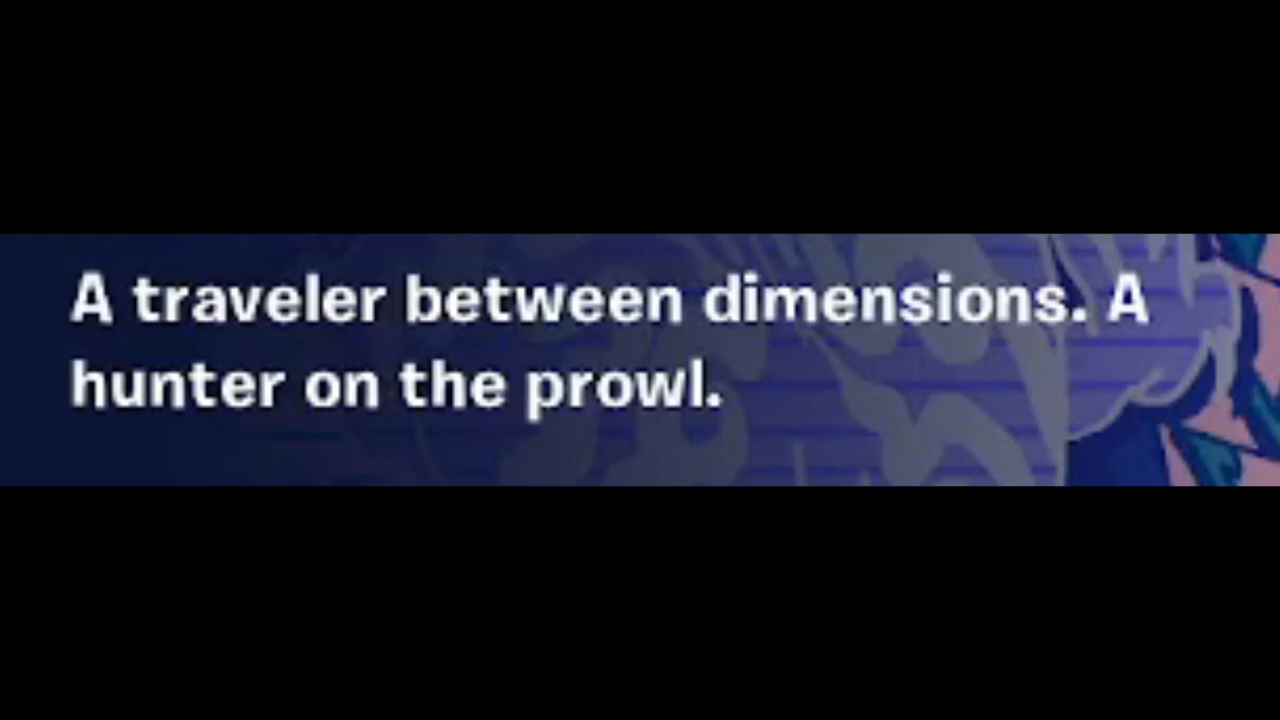 A traveler between dimensions. A
hunter on the prowl.